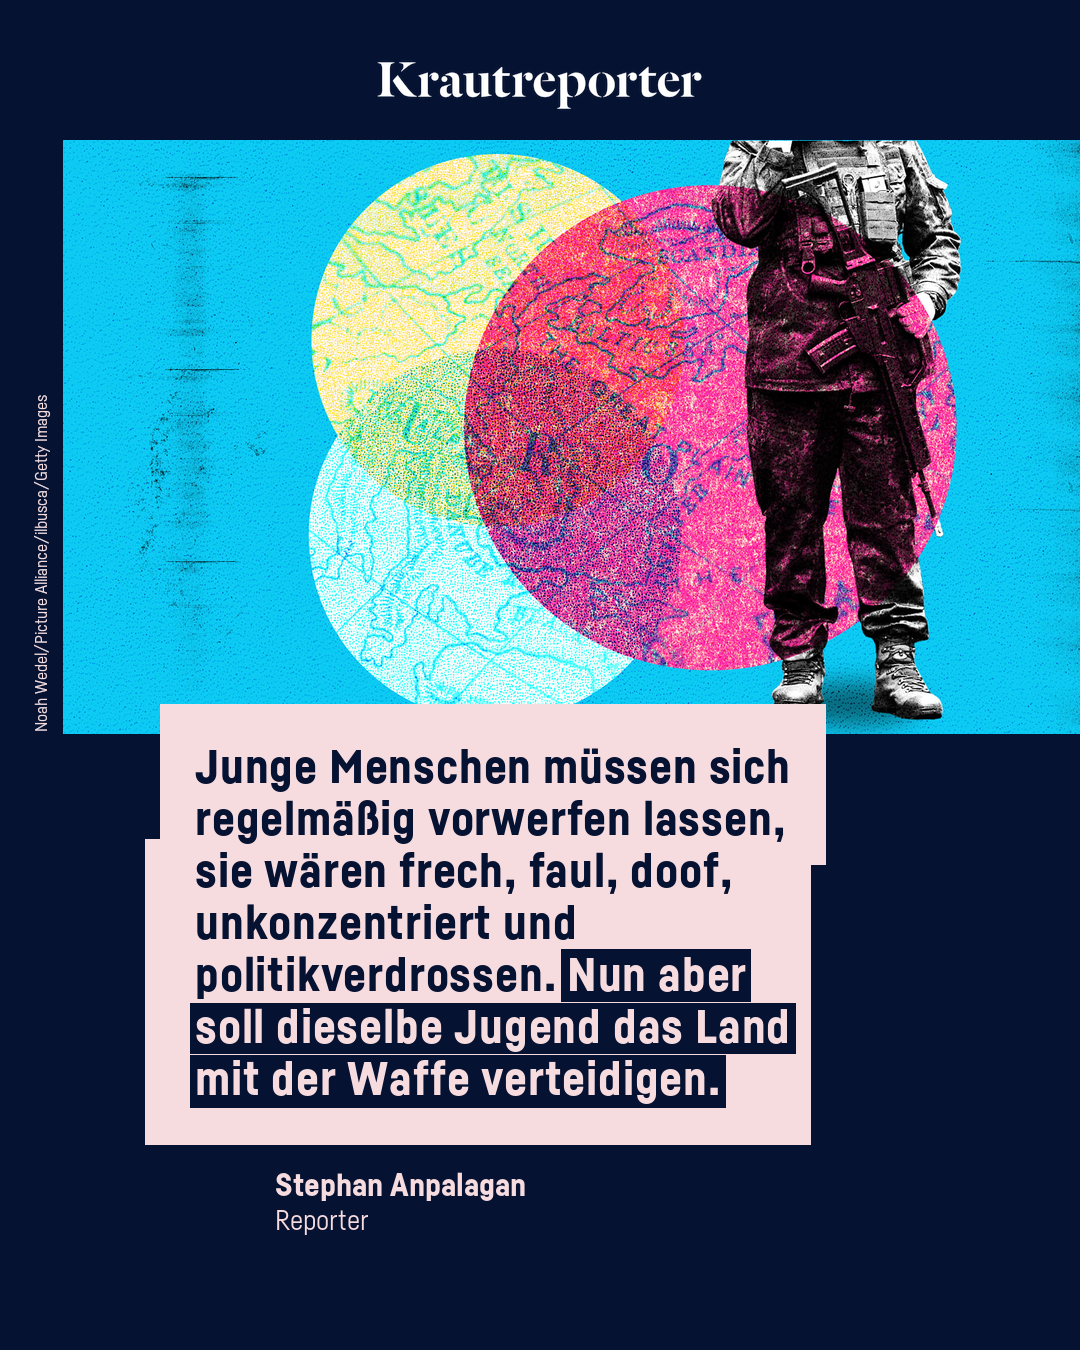 Krautreporter
Noah Wedel/Picture Alliance/ilbusca/Getty Images
Junge Menschen müssen sich
regelmäßig vorwerfen lassen,
sie wären frech, faul, doof,
unkonzentriert und
politikverdrossen. Nun aber
soll dieselbe Jugend das Land
mit der Waffe verteidigen.
Stephan Anpalagan
Reporter